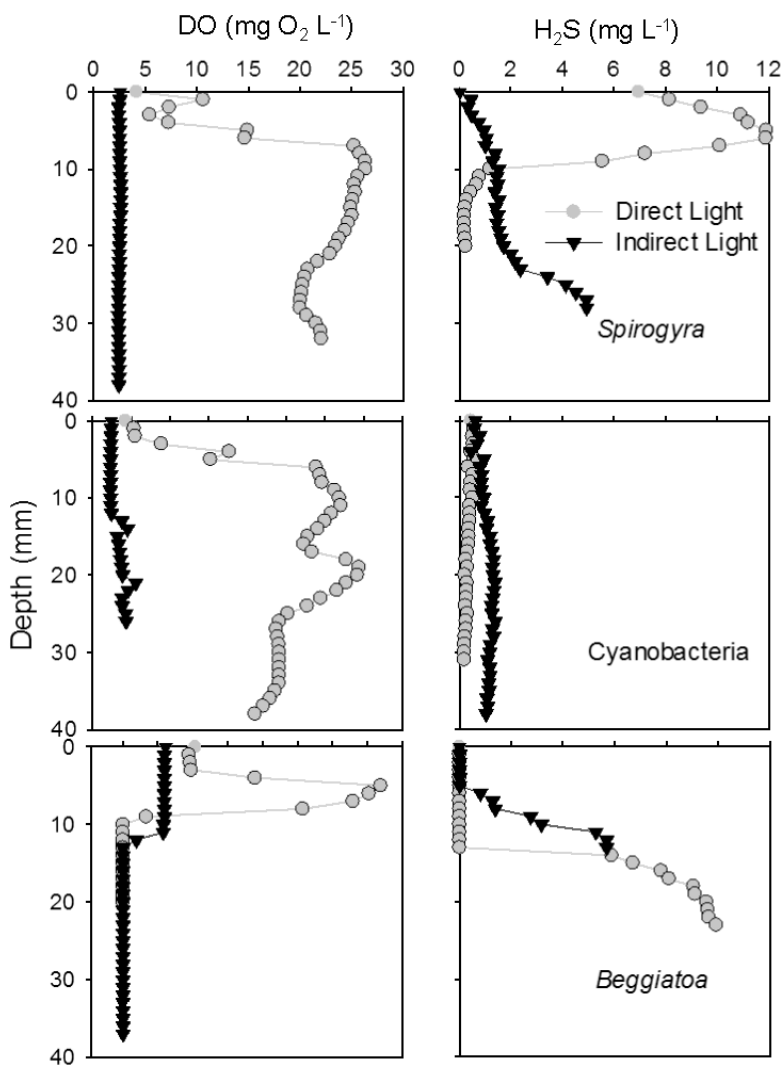 DO (mg O₂ L⁻¹) H₂S (mg L⁻¹)
0 5 10 15 20 25 30 0 2 4 6 8 10 12
0
10
20
30
40
Direct Light
Indirect Light
Spirogyra
0
10
20
30
40
Depth (mm)
Cyanobacteria
0
10
20
30
40
Beggiatoa